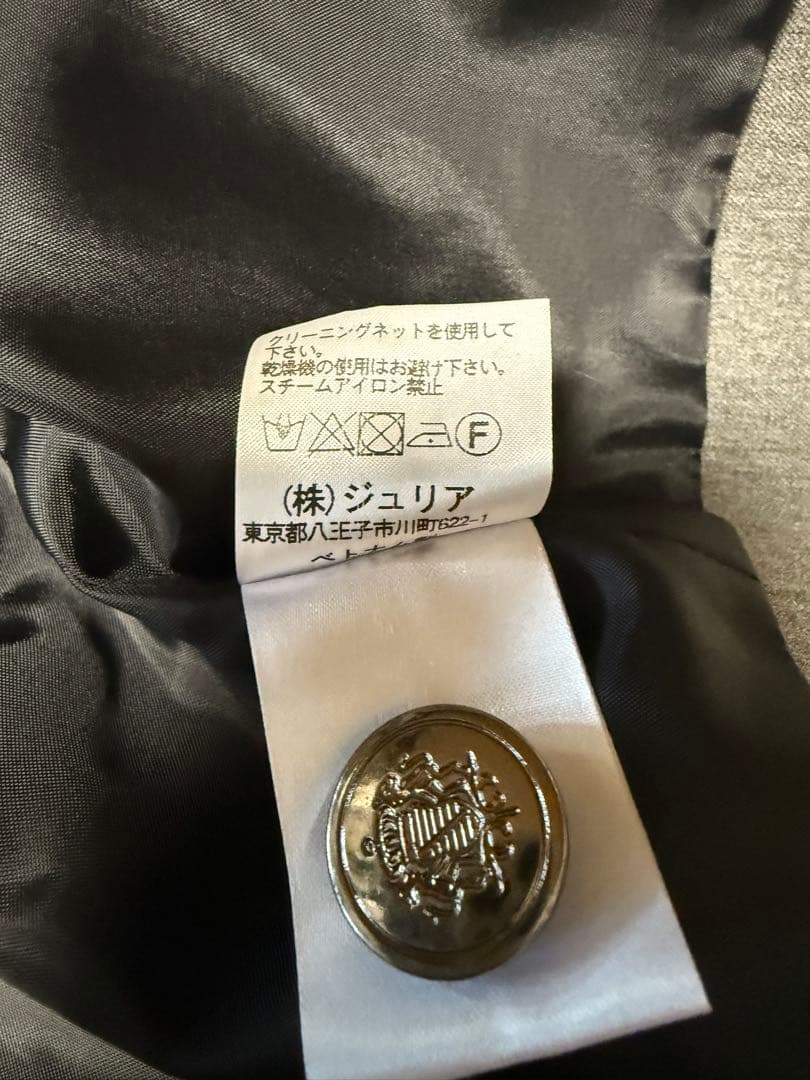 クリーニングネットを使用して
下さい。
乾燥機の使用はお避け下さい。
スチームアイロン禁止
F
(株)ジュリア
東京都八王子市川町622-1